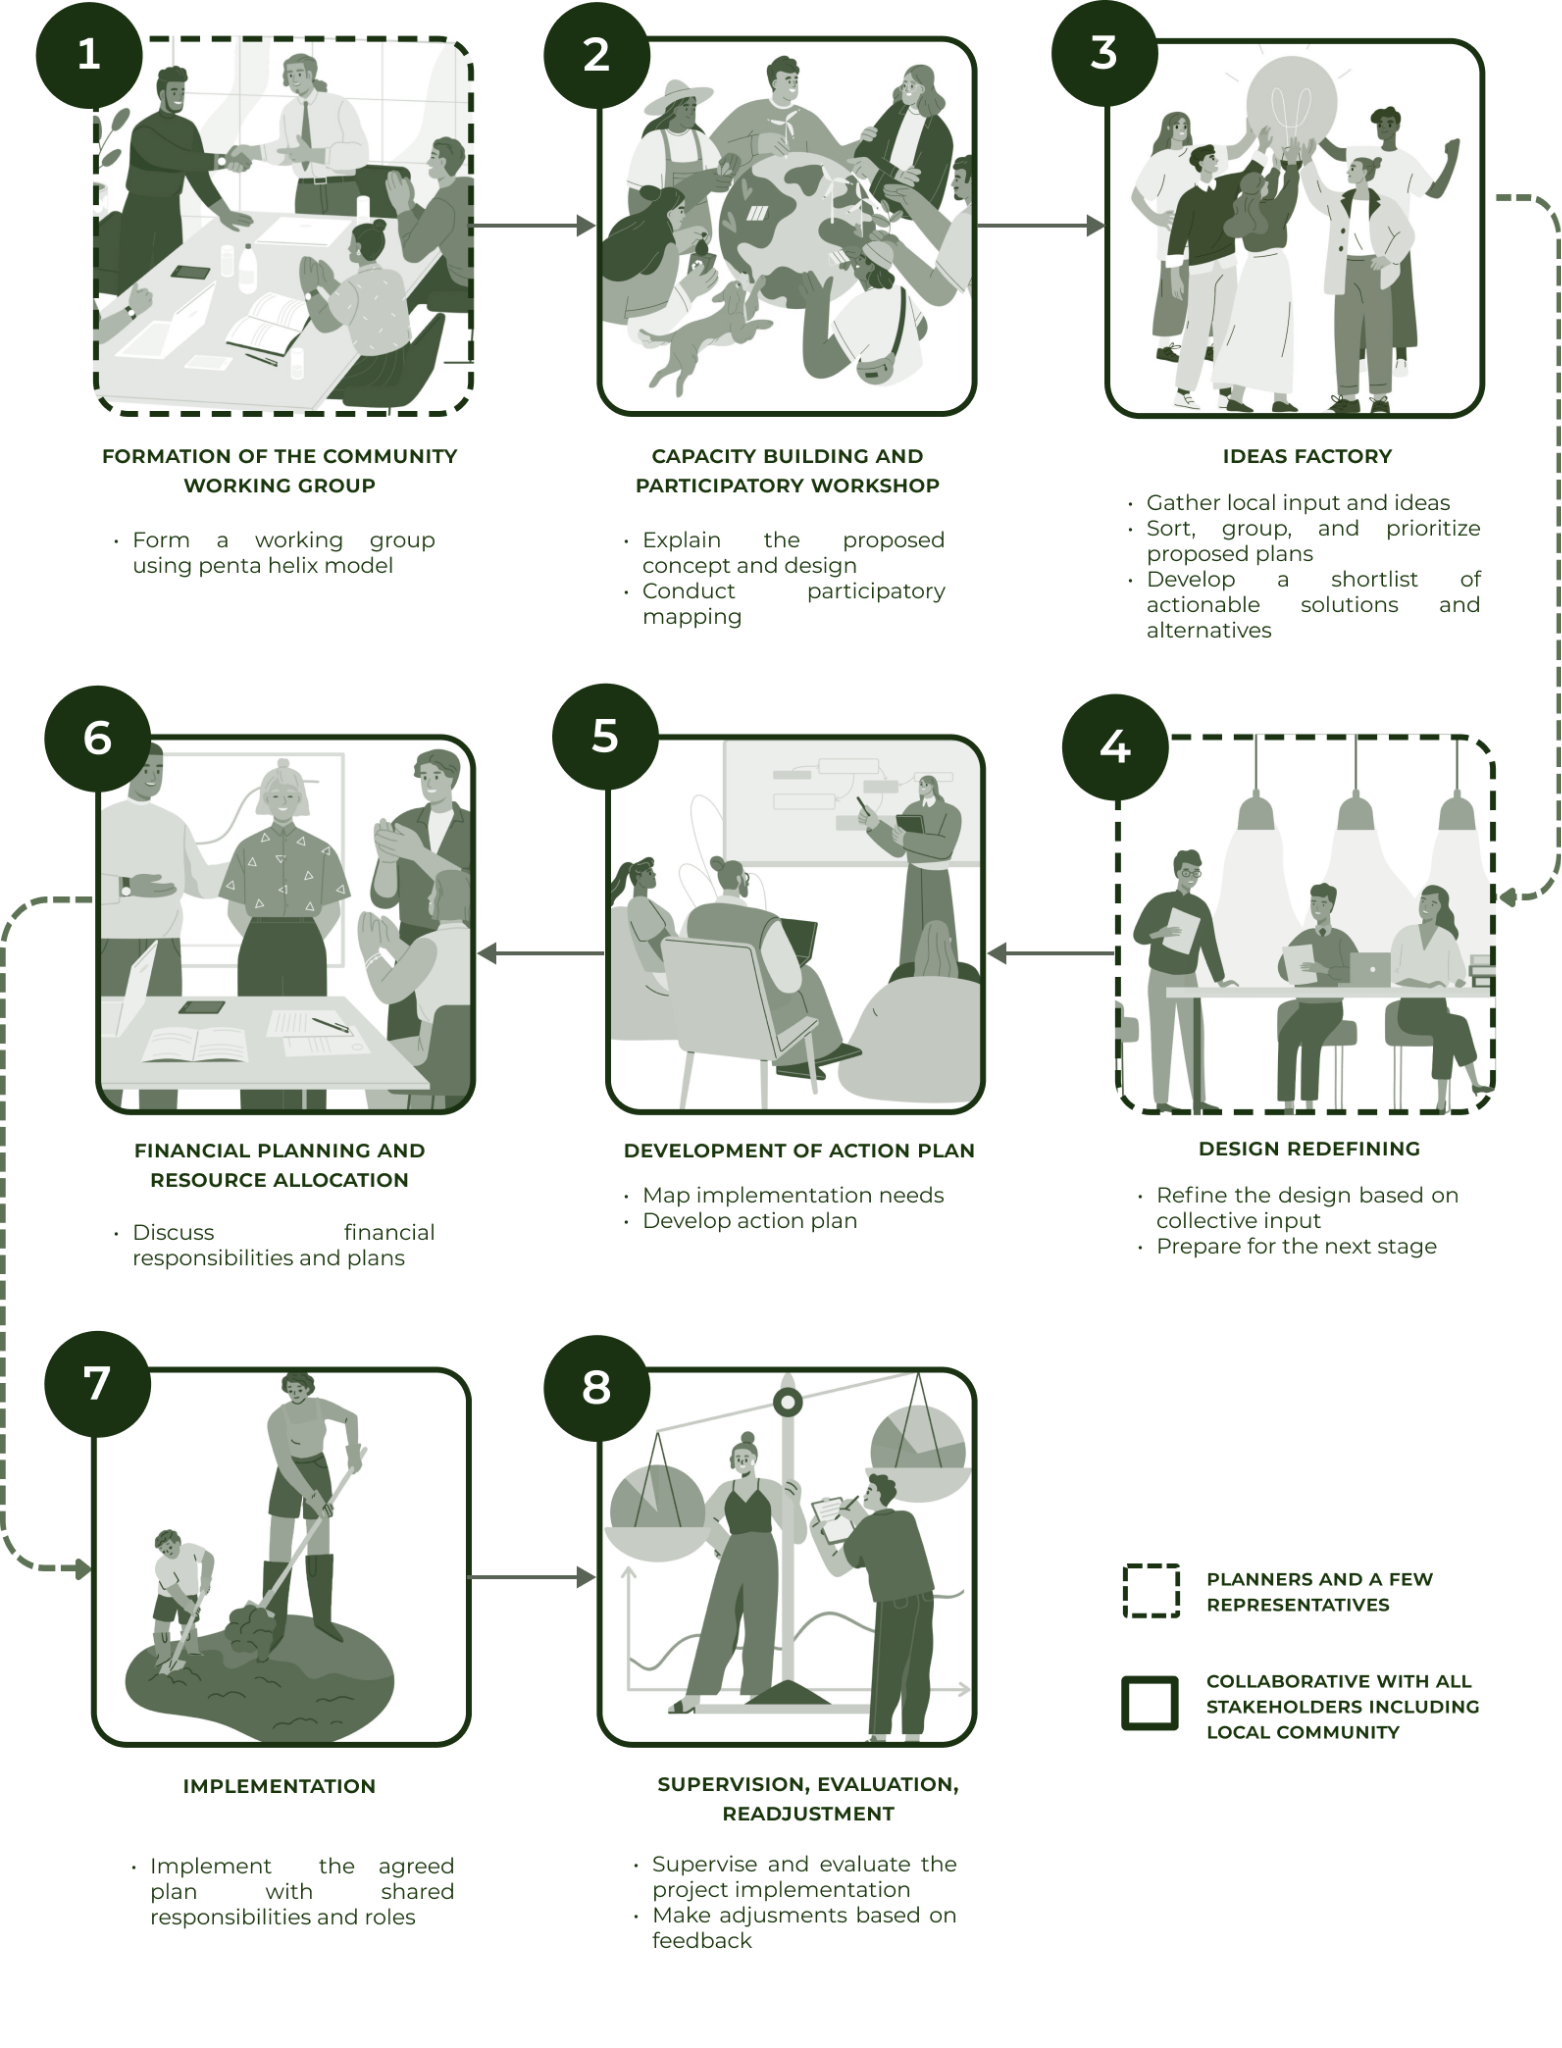 1
FORMATION OF THE COMMUNITY
WORKING GROUP
• Form a working group
using penta helix model
2
CAPACITY BUILDING AND
PARTICIPATORY WORKSHOP
• Explain the proposed
concept and design
• Conduct participatory
mapping
3
IDEAS FACTORY
• Gather local input and ideas
• Sort, group, and prioritize
proposed plans
• Develop a shortlist of
actionable solutions and
alternatives
4
DESIGN REDEFINING
• Refine the design based on
collective input
• Prepare for the next stage
5
DEVELOPMENT OF ACTION PLAN
• Map implementation needs
• Develop action plan
6
FINANCIAL PLANNING AND
RESOURCE ALLOCATION
• Discuss financial
responsibilities and plans
7
IMPLEMENTATION
• Implement the agreed
plan with shared
responsibilities and roles
8
SUPERVISION, EVALUATION,
READJUSTMENT
• Supervise and evaluate the
project implementation
• Make adjusments based on
feedback
PLANNERS AND A FEW
REPRESENTATIVES
COLLABORATIVE WITH ALL
STAKEHOLDERS INCLUDING
LOCAL COMMUNITY